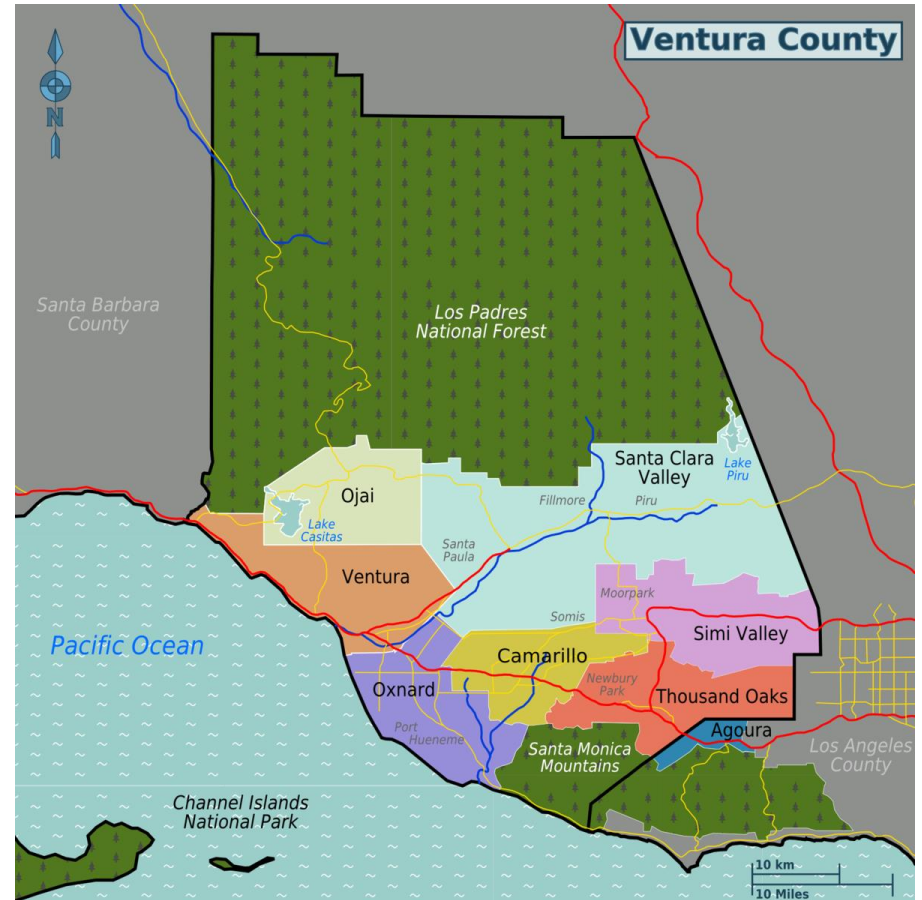 Ventura County
N
Santa Barbara
County
Los Padres
National Forest
Santa Clara
Valley
Lake
Piru
Ojai
Fillmore
Piru
Lake
Casitas
Santa
Paula
Ventura
Moorpark
Somis
Simi Valley
Pacific Ocean
Camarillo
Oxnard
Newbury
Park
Thousand Oaks
Port
Hueneme
Agoura
Santa Monica
Mountains
Los Angeles
County
Channel Islands
National Park
10 km
10 Miles